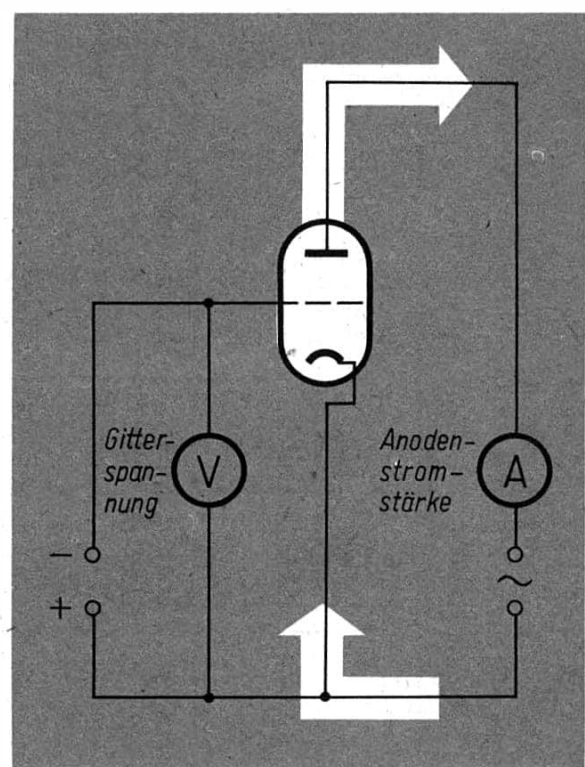 Gitter-
span-
nung
V
Anoden-
strom-
stärke
A
−
+
~